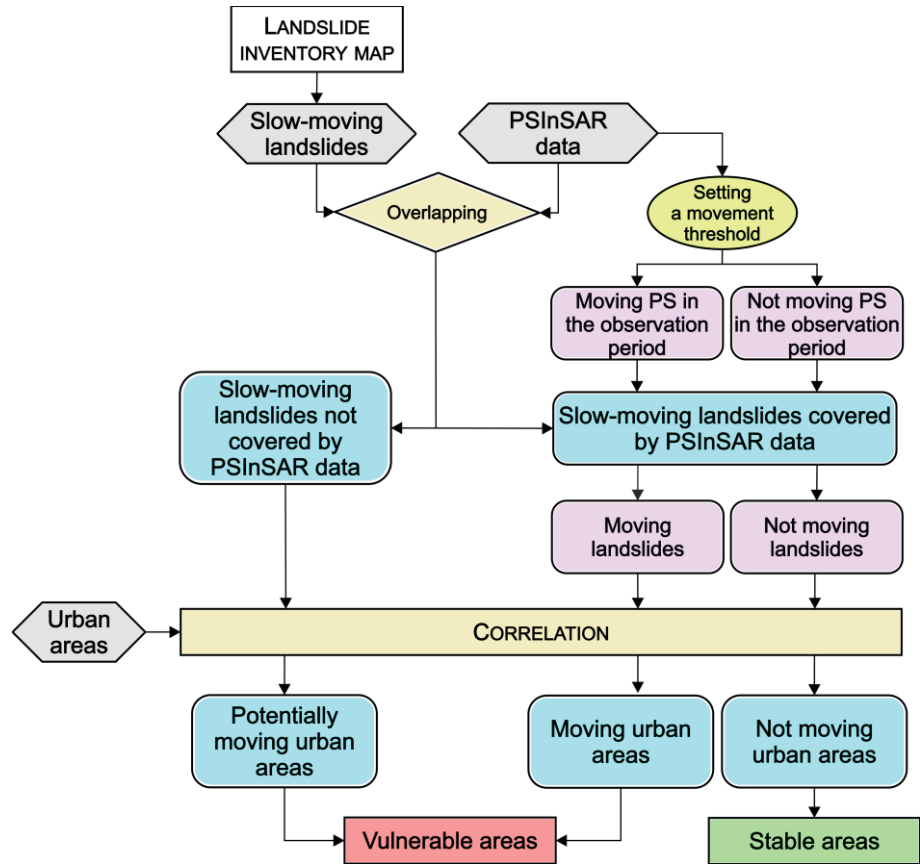 LANDSLIDE
INVENTORY MAP
Slow-moving
landslides
PSInSAR
data
Overlapping
Setting
a movement
threshold
Moving PS in
the observation
period
Not moving PS
in the observation
period
Slow-moving
landslides not
covered by
PSInSAR data
Slow-moving landslides covered
by PSInSAR data
Moving
landslides
Not moving
landslides
Urban
areas
CORRELATION
Potentially
moving urban
areas
Moving urban
areas
Not moving
urban areas
Vulnerable areas
Stable areas